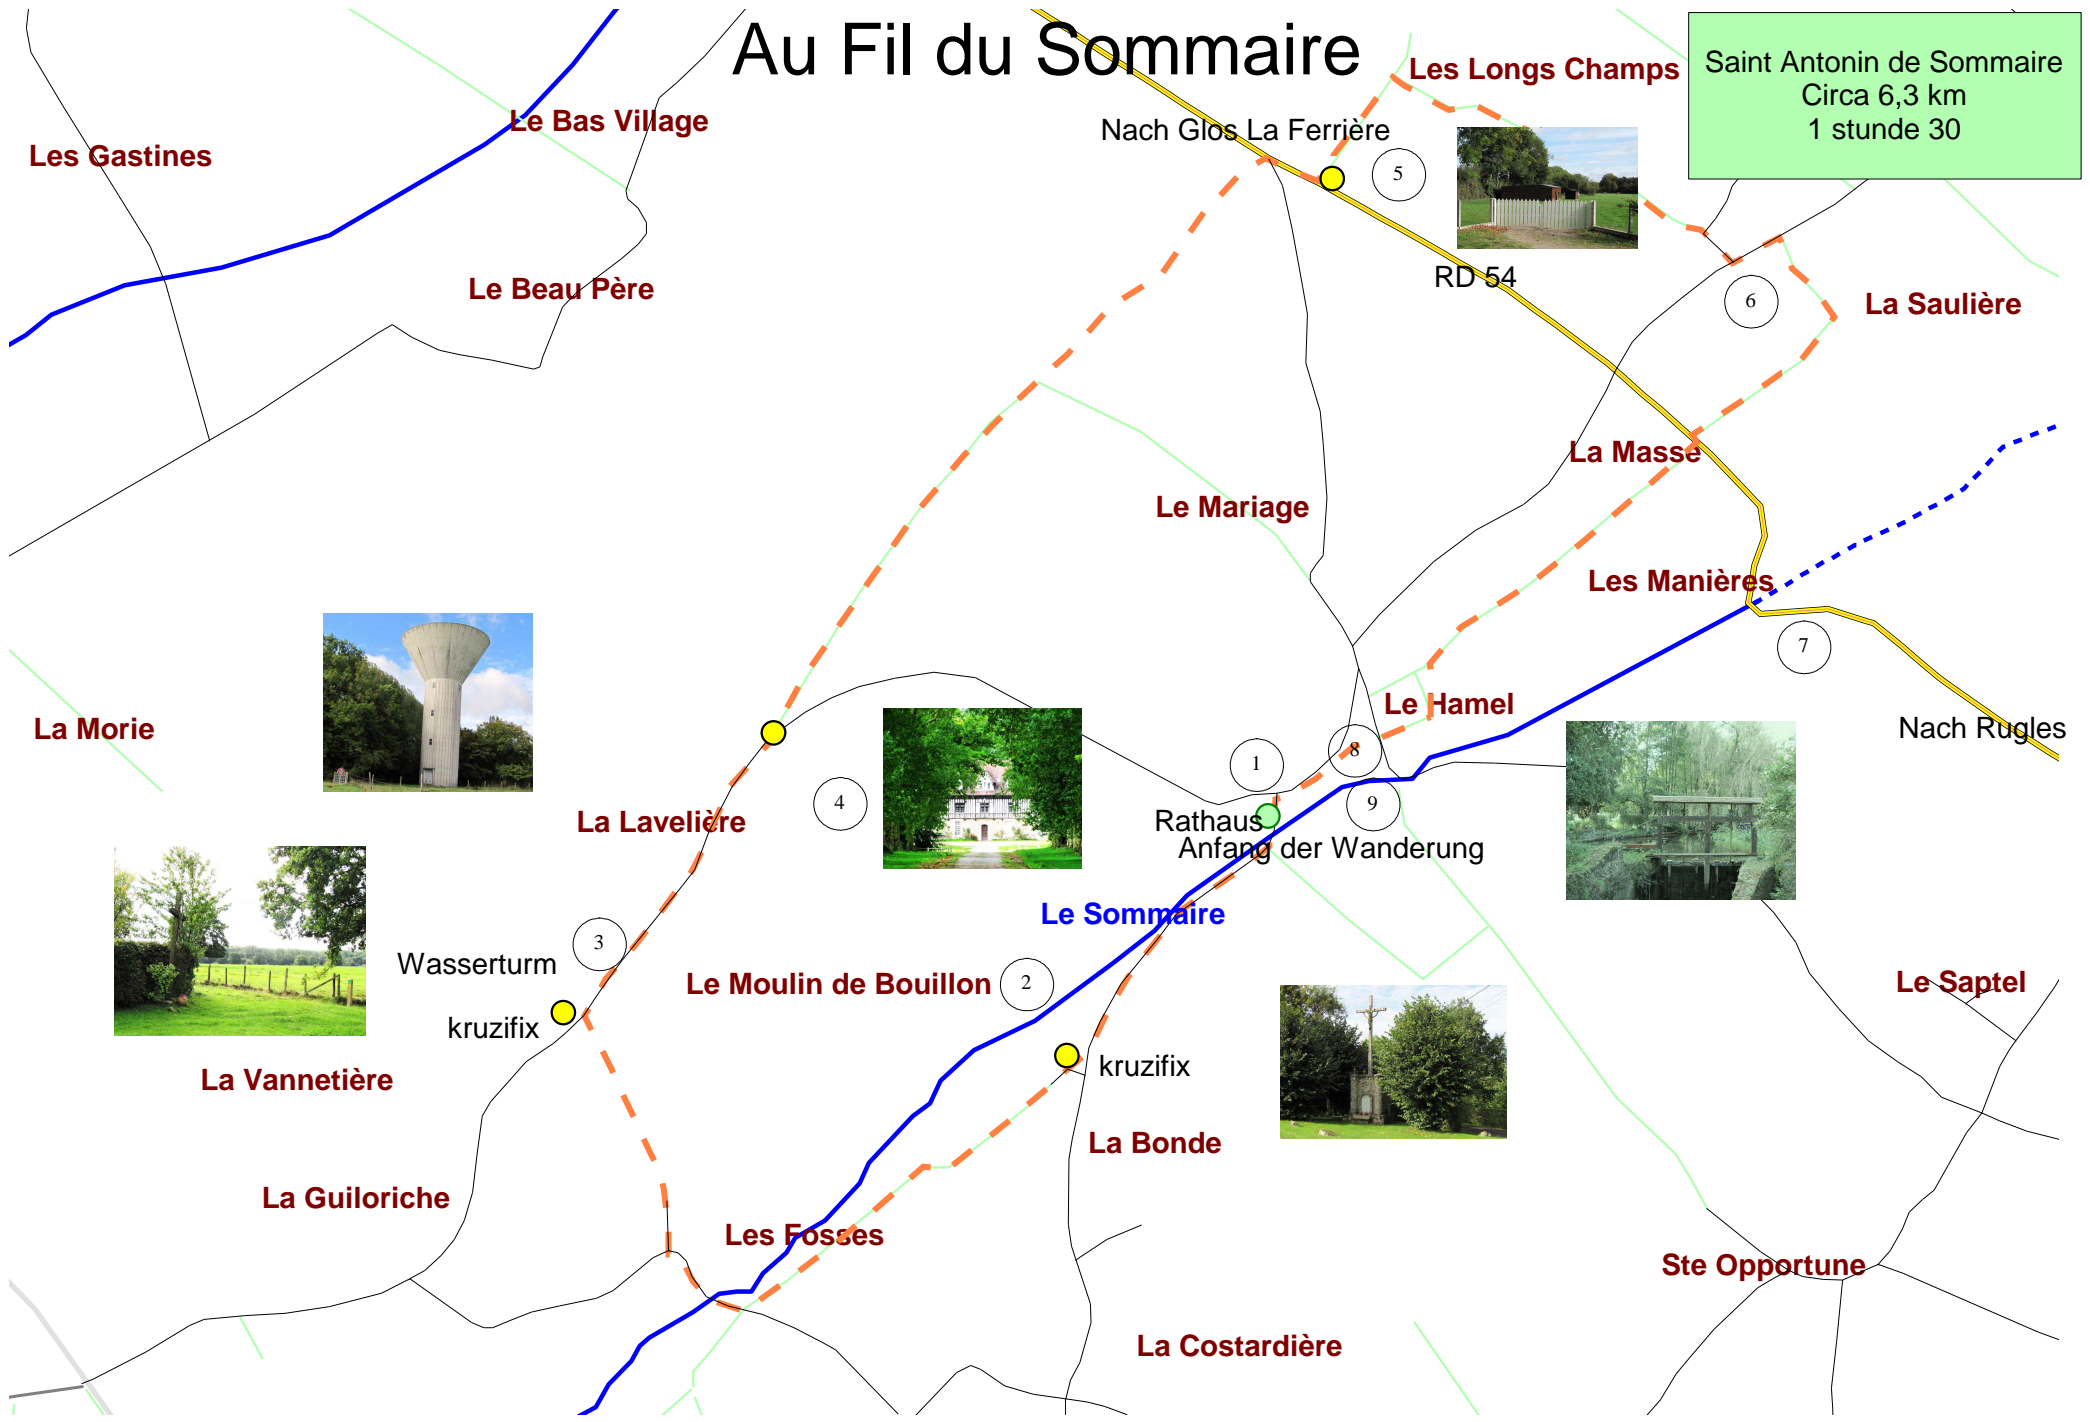 Au Fil du Sommaire
Saint Antonin de Sommaire
Circa 6,3 km
1 stunde 30
Les Longs Champs
Le Bas Village
Nach Glos La Ferrière
Les Gastines
5
RD 54
Le Beau Père
6
La Saulière
La Masse
Le Mariage
Les Manières
7
La Morie
Le Hamel
Nach Rugles
1
8
4
9
La Lavelière
Rathaus
Anfang der Wanderung
Le Sommaire
3
Wasserturm
Le Moulin de Bouillon
2
Le Saptel
kruzifix
kruzifix
La Vannetière
La Bonde
La Guiloriche
Les Fosses
Ste Opportune
La Costardière